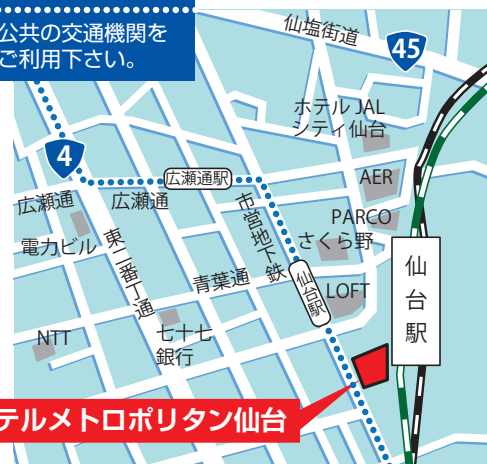 公共の交通機関を
ご利用下さい。
仙塩街道
45
ホテル JAL
シティ仙台
4
広瀬通駅
AER
広瀬通
広瀬通
市営地下鉄
PARCO
さくら野
電力ビル
東二番丁通
青葉通
仙台駅
LOFT
仙台駅
NTT
七十七
銀行
テルメトロポリタン仙台